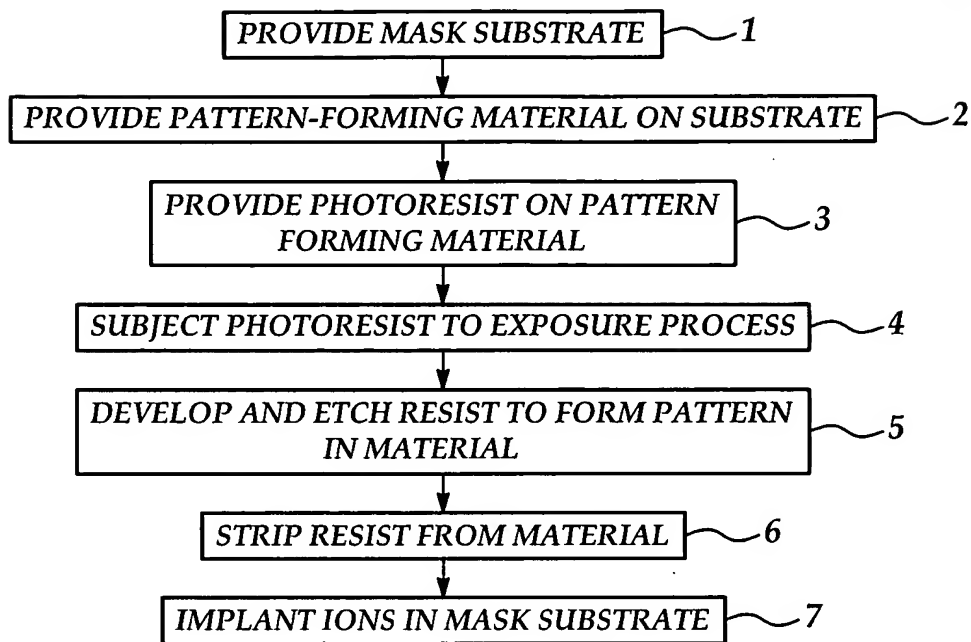 PROVIDE MASK SUBSTRATE 1
PROVIDE PATTERN-FORMING MATERIAL ON SUBSTRATE 2
PROVIDE PHOTORESIST ON PATTERN
FORMING MATERIAL 3
SUBJECT PHOTORESIST TO EXPOSURE PROCESS 4
DEVELOP AND ETCH RESIST TO FORM PATTERN
IN MATERIAL 5
STRIP RESIST FROM MATERIAL 6
IMPLANT IONS IN MASK SUBSTRATE 7